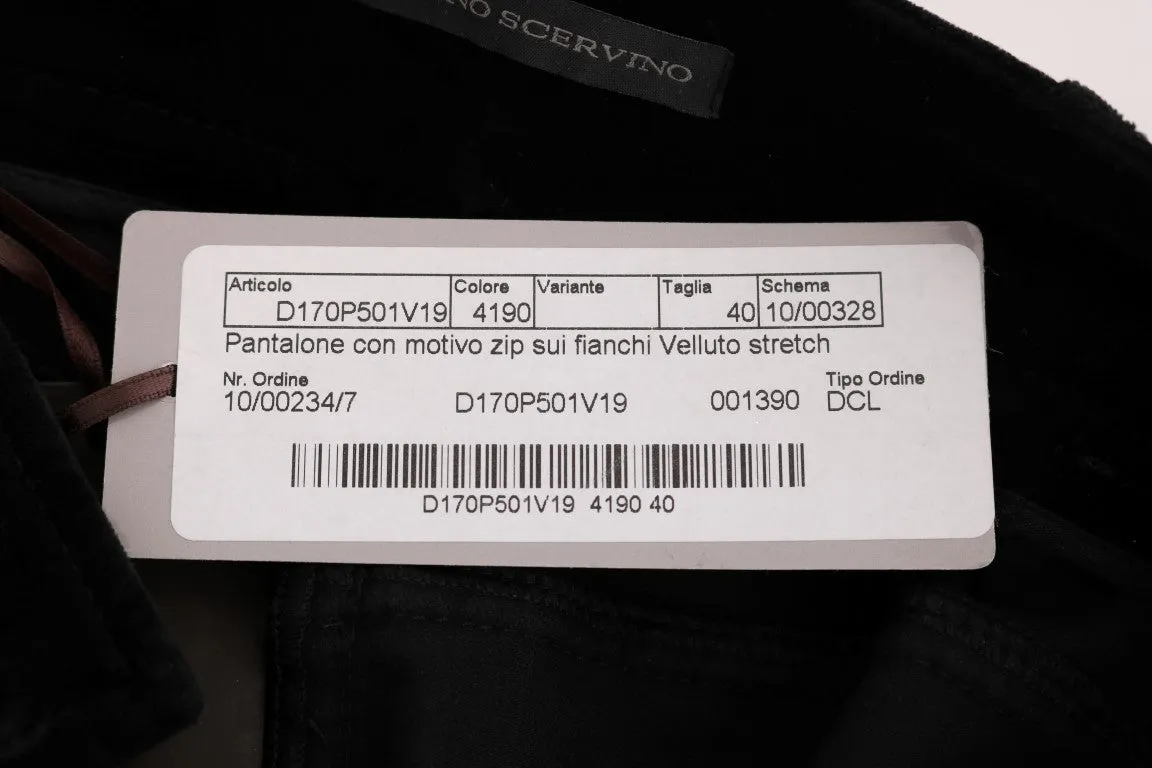 NO SCERVINO
Articolo Colore Variante Taglia Schema
D170P501V19 4190 40 10/00328
Pantalone con motivo zip sui fianchi Velluto stretch
Nr. Ordine Tipo Ordine
10/00234/7 D170P501V19 001390 DCL
D170P501V19 4190 40